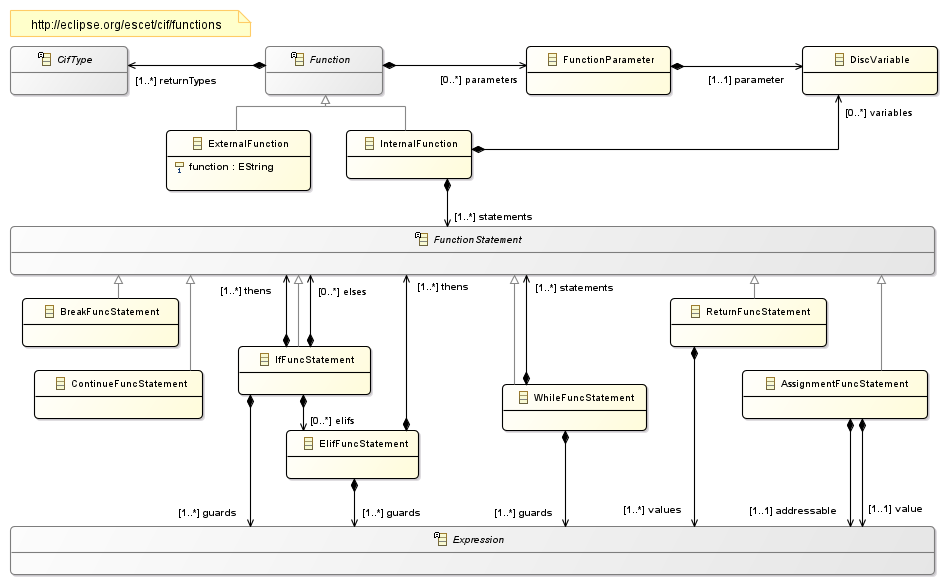 http://eclipse.org/escet/cif/functions
CifType
Function
FunctionParameter
DiscVariable
[1..*] returnTypes
[0..*] parameters
[1..1] parameter
[0..*] variables
ExternalFunction
function : EString
InternalFunction
[1..*] statements
FunctionStatement
[1..*] thens
[0..*] elses
[1..*] thens
[1..*] statements
BreakFuncStatement
ReturnFuncStatement
IfFuncStatement
ContinueFuncStatement
WhileFuncStatement
AssignmentFuncStatement
[0..*] elifs
ElifFuncStatement
[1..*] guards
[1..*] guards
[1..*] guards
[1..*] values
[1..1] addressable
[1..1] value
Expression